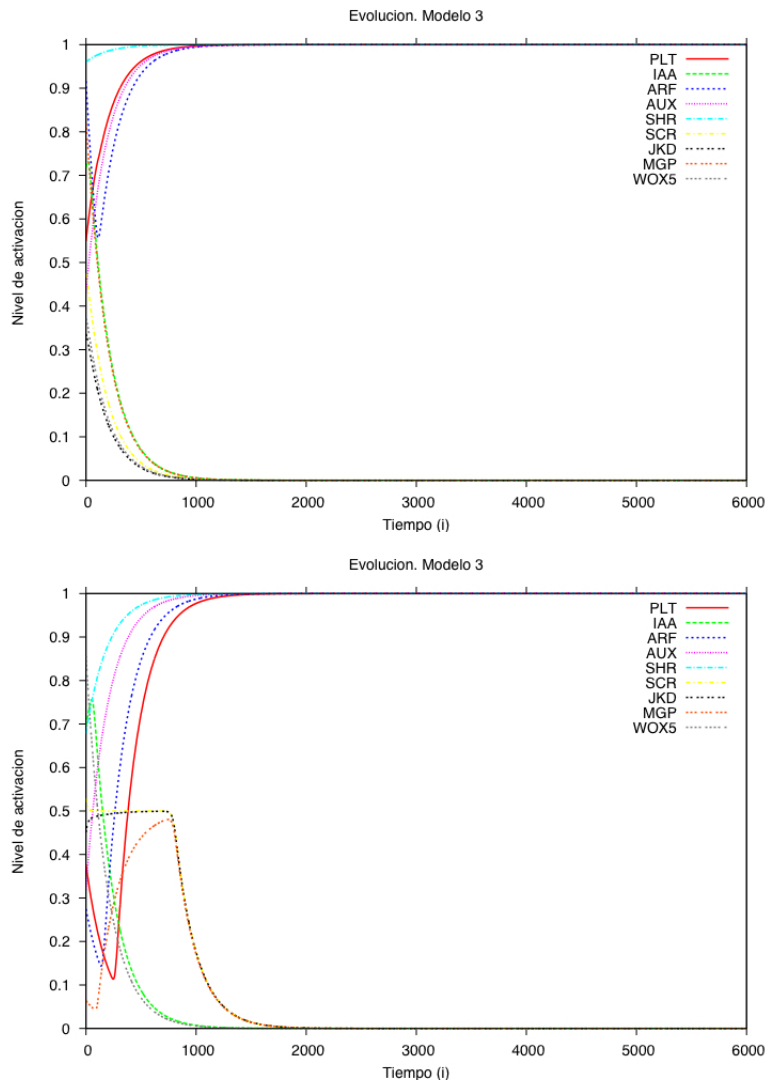 Evolucion. Modelo 3
1
0.9
0.8
0.7
0.6
0.5
0.4
0.3
0.2
0.1
0
Nivel de activacion
PLT
IAA
ARF
AUX
SHR
SCR
JKD
MGP
WOX5
0 1000 2000 3000 4000 5000 6000
Tiempo (i)
Evolucion. Modelo 3
1
0.9
0.8
0.7
0.6
0.5
0.4
0.3
0.2
0.1
0
Nivel de activacion
PLT
IAA
ARF
AUX
SHR
SCR
JKD
MGP
WOX5
0 1000 2000 3000 4000 5000 6000
Tiempo (i)